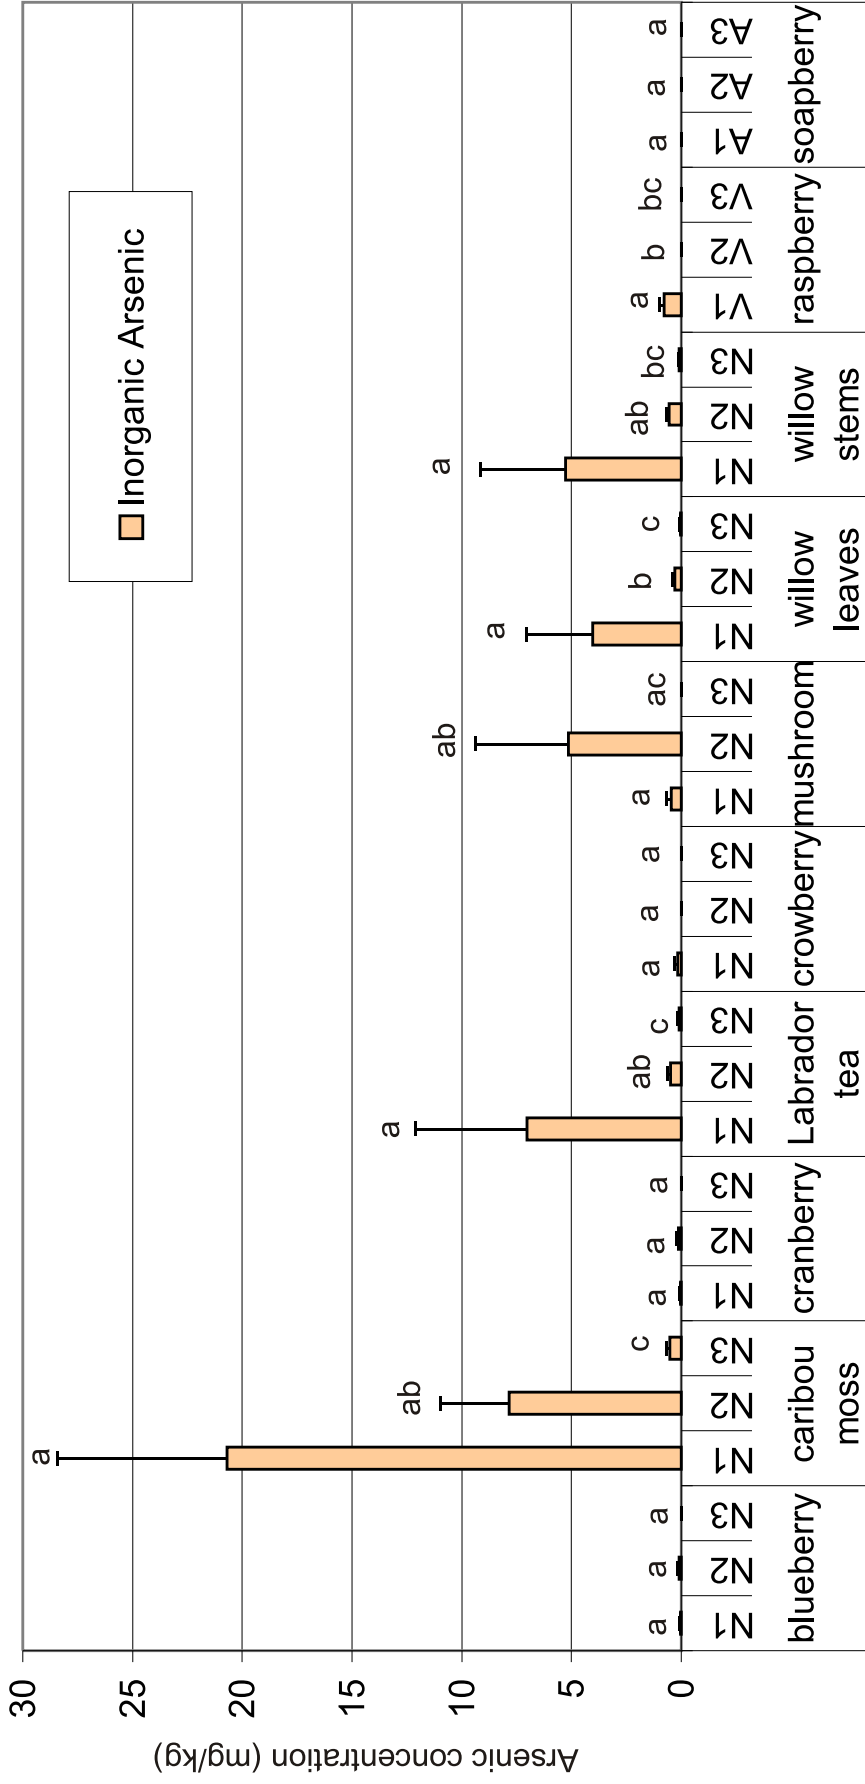 Arsenic concentration (mg/kg)
30
25
20
15
10
5
0
Inorganic Arsenic
a
a
a
a
ab
c
a
a
a
a
ab
c
a
a
a
a
ab
ac
a
b
c
a
ab
bc
a
b
bc
a
a
a
N1 N2 N3 N1 N2 N3 N1 N2 N3 N1 N2 N3 N1 N2 N3 N1 N2 N3 N1 N2 N3 N1 N2 N3 V1 V2 V3 A1 A2 A3
blueberry caribou cranberry Labrador crowberry mushroom willow willow raspberry soapberry
moss tea leaves stems